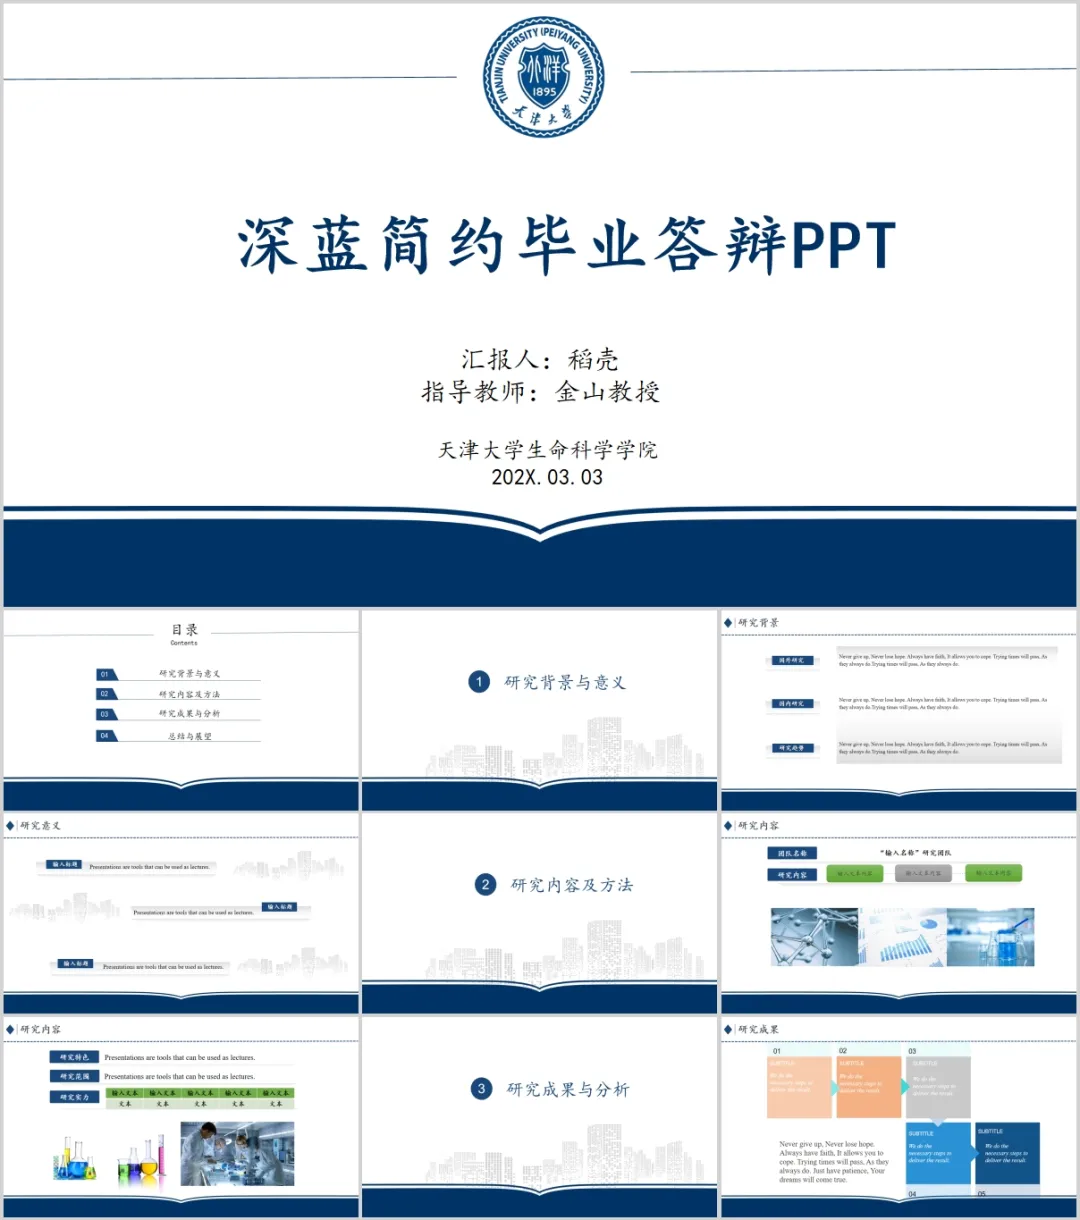 TIANJIN UNIVERSITY (PEIYANG UNIVERSITY)
北洋
1895
天津大学
深蓝简约毕业答辩PPT
汇报人：稻壳
指导教师：金山教授
天津大学生命科学学院
202X.03.03
目录
Contents
01 研究背景与意义
02 研究内容及方法
03 研究成果与分析
04 总结与展望
1 研究背景与意义
研究背景
国外研究
Never give up, Never lose hope. Always have faith, It allows you to cope. Trying times will pass, As
they always do.Trying times will pass, As they always do.
国内研究
Never give up, Never lose hope. Always have faith, It allows you to cope. Trying times will pass, As
they always do.Trying times will pass, As they always do.
研究趋势
Never give up, Never lose hope. Always have faith, It allows you to cope. Trying times will pass, As
they always do.Trying times will pass, As they always do.
研究意义
输入标题 Presentations are tools that can be used as lectures.
Presentations are tools that can be used as lectures. 输入标题
输入标题 Presentations are tools that can be used as lectures.
2 研究内容及方法
研究内容
团队名称 “输入名称”研究团队
研究内容 输入文本内容 输入文本内容 输入文本内容
研究内容
研究特色 Presentations are tools that can be used as lectures.
研究范围 Presentations are tools that can be used as lectures.
研究实力 输入文本 输入文本 输入文本 输入文本 输入文本
文本 文本 文本 文本 文本
3 研究成果与分析
研究成果
01 02 03
SUBTITLE SUBTITLE SUBTITLE
We do the
necessary steps to
deliver the result.
We do the
necessary steps to
deliver the result.
We do the
necessary steps to
deliver the result.
SUBTITLE SUBTITLE
We do the
necessary steps to
deliver the result.
We do the
necessary steps to
deliver the result.
04 05
Never give up, Never lose hope.
Always have faith, It allows you to
cope. Trying times will pass, As they
always do. Just have patience, Your
dreams will come true.